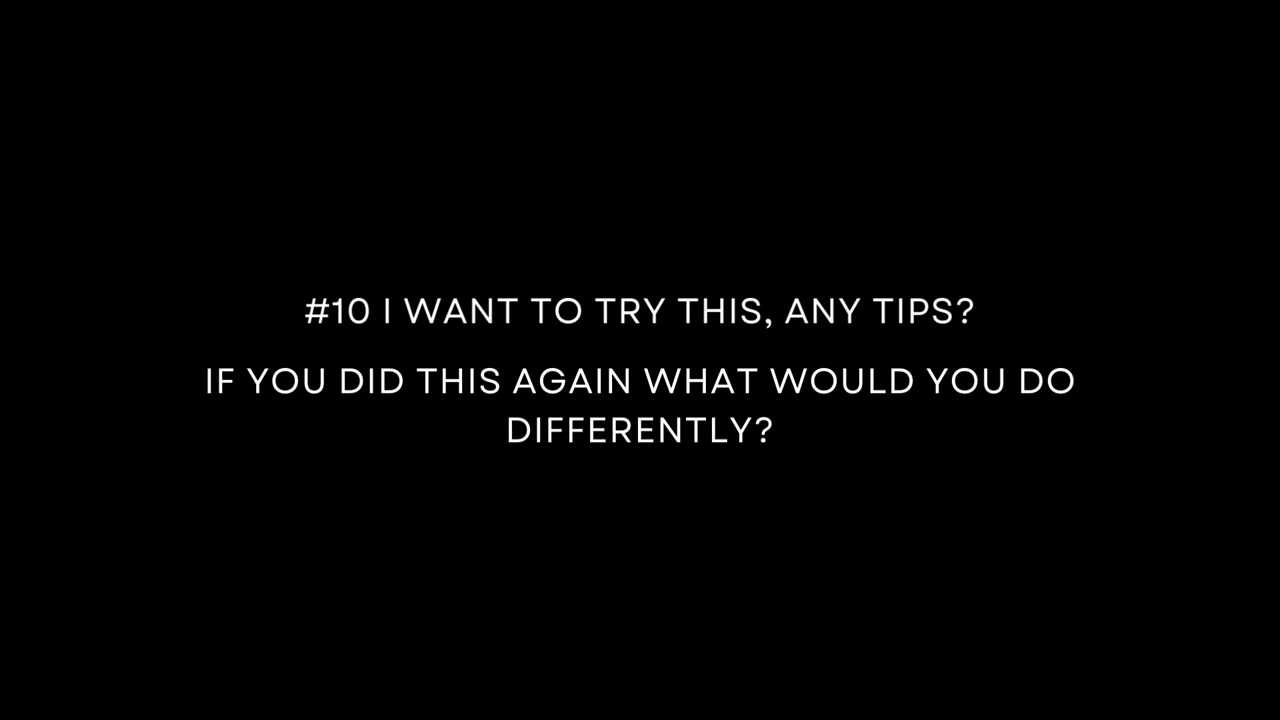 #10 I WANT TO TRY THIS, ANY TIPS?
IF YOU DID THIS AGAIN WHAT WOULD YOU DO
DIFFERENTLY?